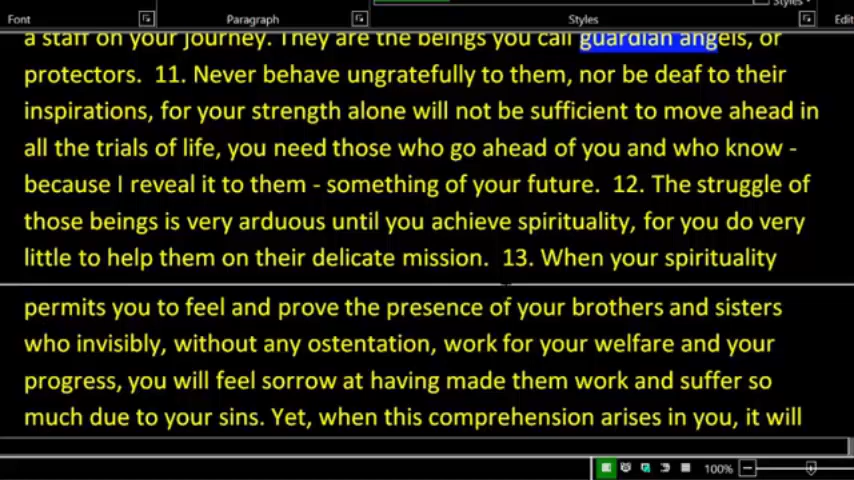 Styles
Font
Paragraph
Styles
a staff on your journey. They are the beings you call guardian angels, or
protectors.  11. Never behave ungratefully to them, nor be deaf to their
inspirations, for your strength alone will not be sufficient to move ahead in
all the trials of life, you need those who go ahead of you and who know -
because I reveal it to them - something of your future.  12. The struggle of
those beings is very arduous until you achieve spirituality, for you do very
little to help them on their delicate mission.  13. When your spirituality
permits you to feel and prove the presence of your brothers and sisters
who invisibly, without any ostentation, work for your welfare and your
progress, you will feel sorrow at having made them work and suffer so
much due to your sins. Yet, when this comprehension arises in you, it will
100%